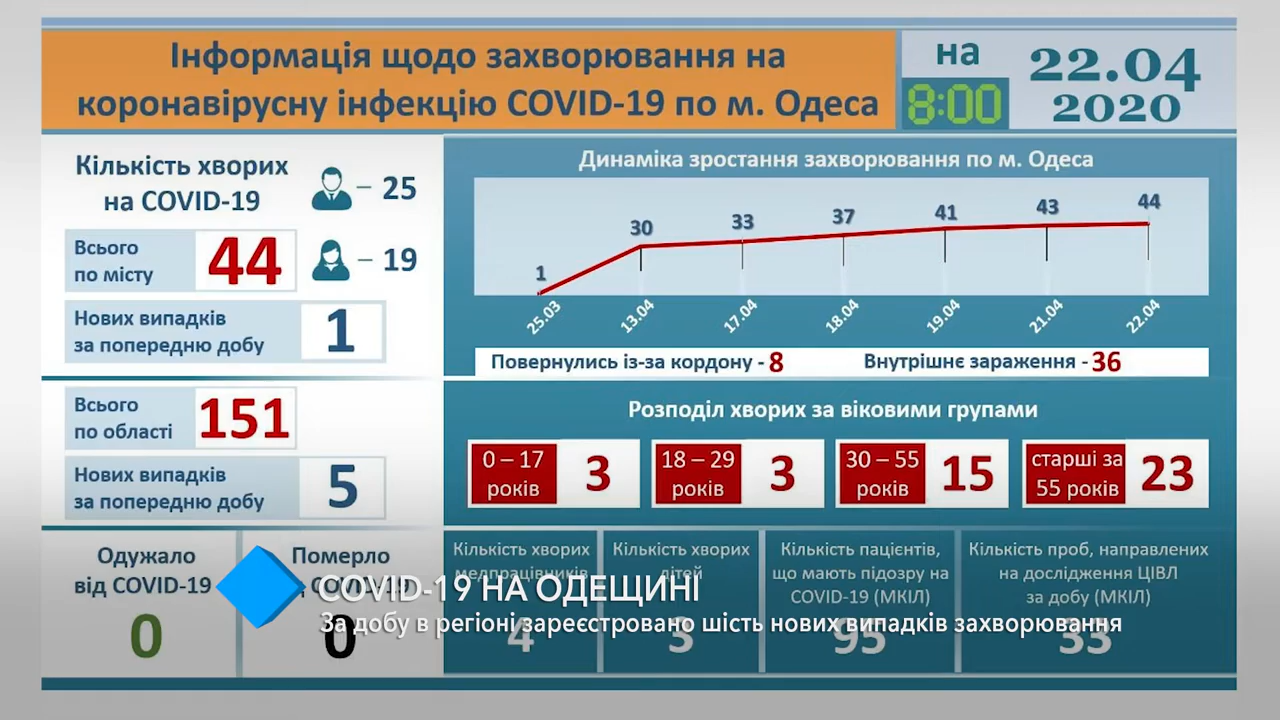 Інформація щодо захворювання на
коронавірусну інфекцію COVID-19 по м. Одеса
на
8:00
22.04
2020
Кількість хворих
на COVID-19
– 25
– 19
Всього
по місту
44
Нових випадків
за попередню добу
1
Всього
по області
151
Нових випадків
за попередню добу
5
Динаміка зростання захворювання по м. Одеса
1
30
33
37
41
43
44
25.03
13.04
17.04
18.04
19.04
21.04
22.04
Повернулись із-за кордону - 8
Внутрішнє зараження - 36
Розподіл хворих за віковими групами
0 – 17
років
3
18 – 29
років
3
30 – 55
років
15
старші за
55 років
23
Одужало
від COVID-19
0
Померло
0
Кількість хворих
медпрацівників
4
Кількість хворих
дітей
3
Кількість пацієнтів,
що мають підозру на
COVID-19 (МКІЛ)
95
Кількість проб, направлених
на дослідження ЦІВЛ
за добу (МКІЛ)
33
COVID-19 НА ОДЕЩИНІ
За добу в регіоні зареєстровано шість нових випадків захворювання